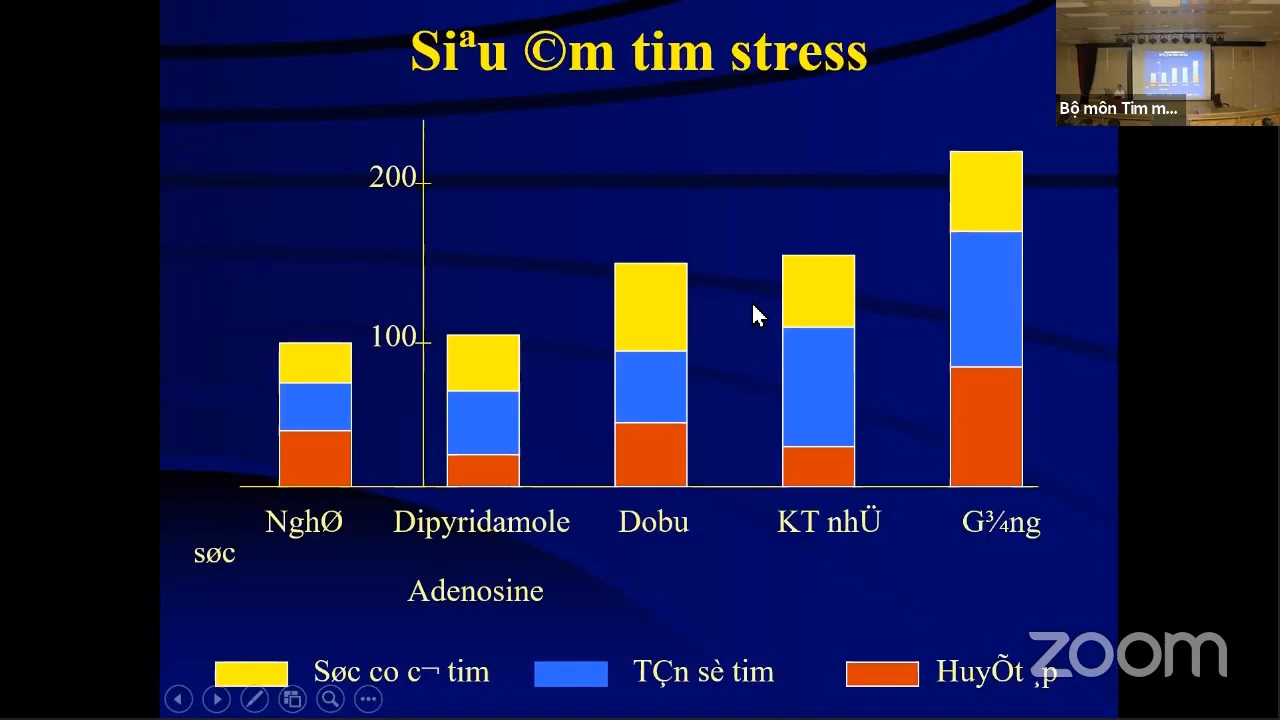 Siªu ©m tim stress
Bộ môn Tim m...
200
100
NghØ Dipyridamole Dobu KT nhÜ G¾ng
søc
Adenosine
Søc co c¬ tim TÇn sè tim HuyÕt ¸p
zoom